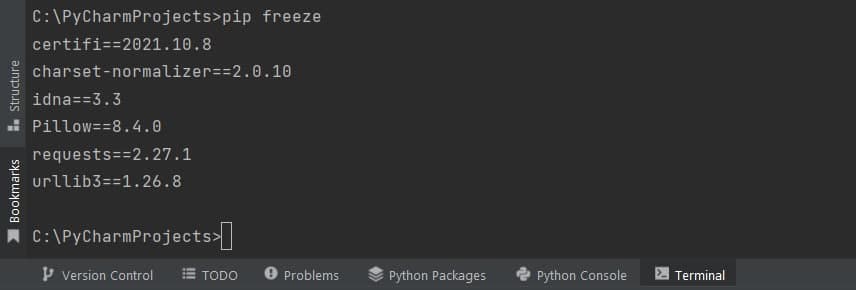 C:\PyCharmProjects>pip freeze
certifi==2021.10.8
charset-normalizer==2.0.10
idna==3.3
Pillow==8.4.0
requests==2.27.1
urllib3==1.26.8
C:\PyCharmProjects>
Structure
Bookmarks
Version Control TODO Problems Python Packages Python Console Terminal